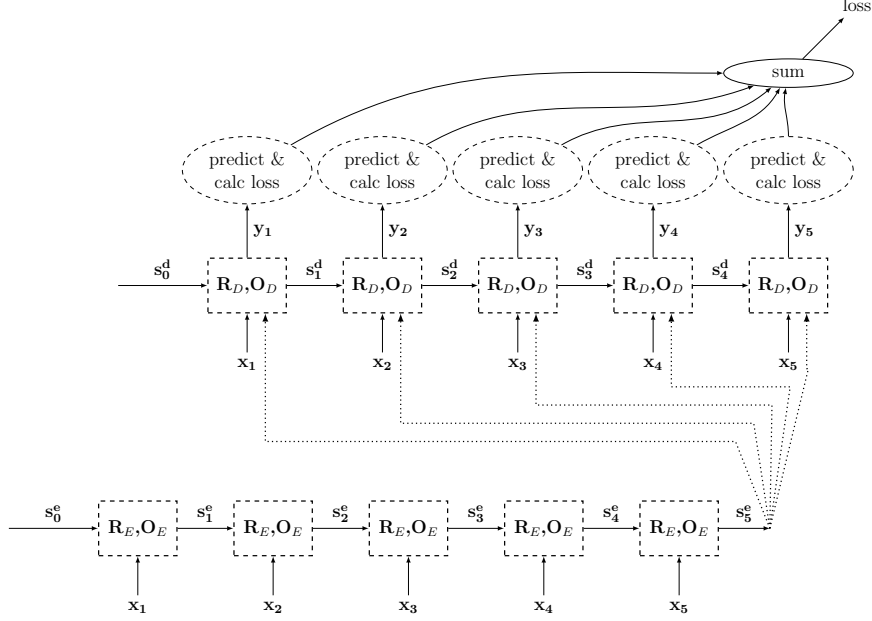 loss
sum
predict & predict & predict & predict & predict &
calc loss calc loss calc loss calc loss calc loss
y₁ y₂ y₃ y₄ y₅
s₀ᵈ s₁ᵈ s₂ᵈ s₃ᵈ s₄ᵈ
R_D,O_D R_D,O_D R_D,O_D R_D,O_D R_D,O_D
x₁ x₂ x₃ x₄ x₅
s₀ᵉ s₁ᵉ s₂ᵉ s₃ᵉ s₄ᵉ s₅ᵉ
R_E,O_E R_E,O_E R_E,O_E R_E,O_E R_E,O_E
x₁ x₂ x₃ x₄ x₅